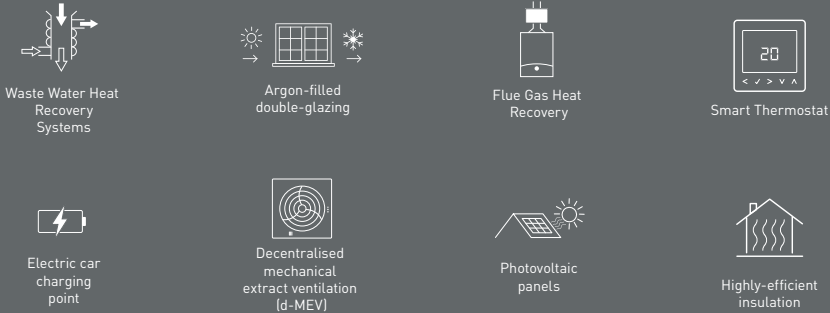 Waste Water Heat
Recovery
Systems
Argon-filled
double-glazing
Flue Gas Heat
Recovery
20
Smart Thermostat
Electric car
charging
point
Decentralised
mechanical
extract ventilation
(d-MEV)
Photovoltaic
panels
Highly-efficient
insulation